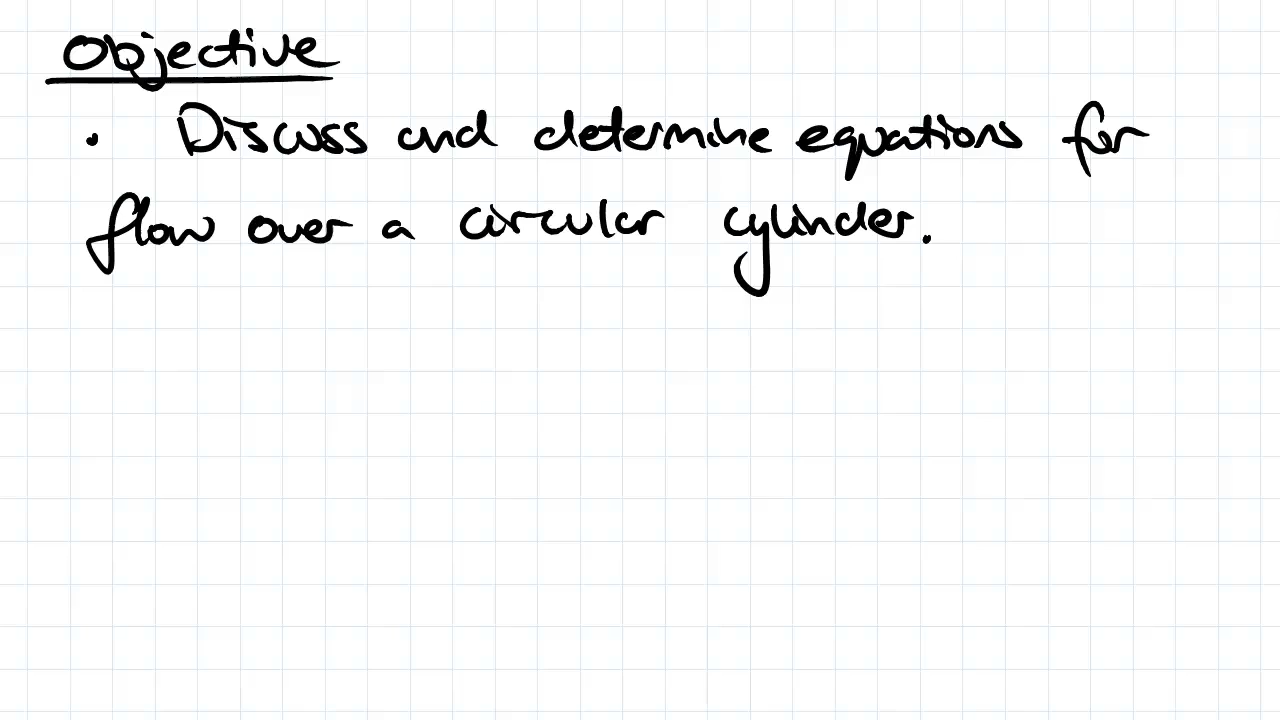 Objective
• Discuss and determine equations for
flow over a circular cylinder.